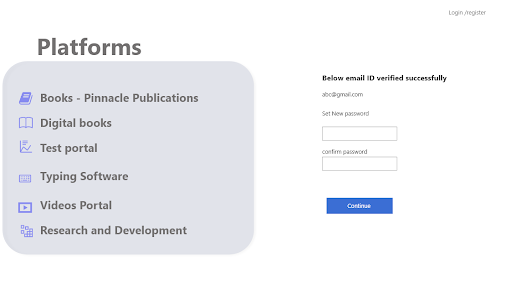 Login /register
Platforms
Books - Pinnacle Publications
Digital books
Test portal
Typing Software
Videos Portal
Research and Development
Below email ID verified successfully
abc@gmail.com
Set New password
confirm password
Continue